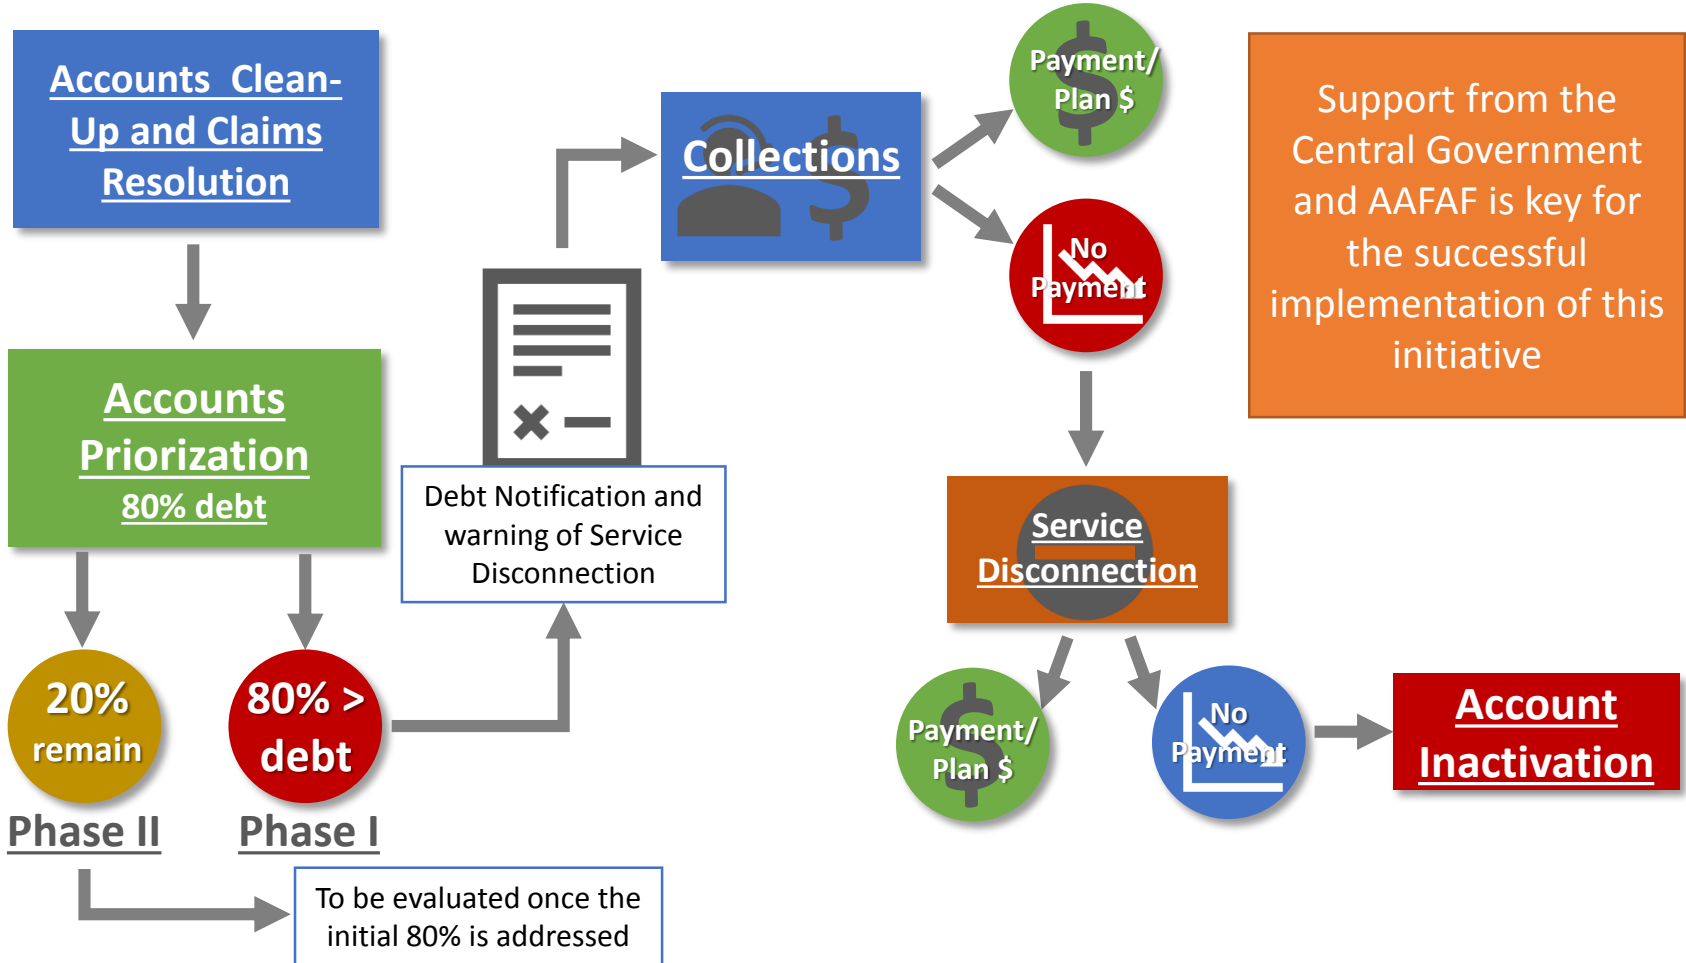 Accounts Clean-
Up and Claims
Resolution
Accounts
Priorization
80% debt
20%
remain
80% >
debt
Phase II
Phase I
To be evaluated once the
initial 80% is addressed
Debt Notification and
warning of Service
Disconnection
Collections
Payment/
Plan $
No
Payment
Service
Disconnection
Payment/
Plan $
No
Payment
Account
Inactivation
Support from the
Central Government
and AAFAF is key for
the successful
implementation of this
initiative